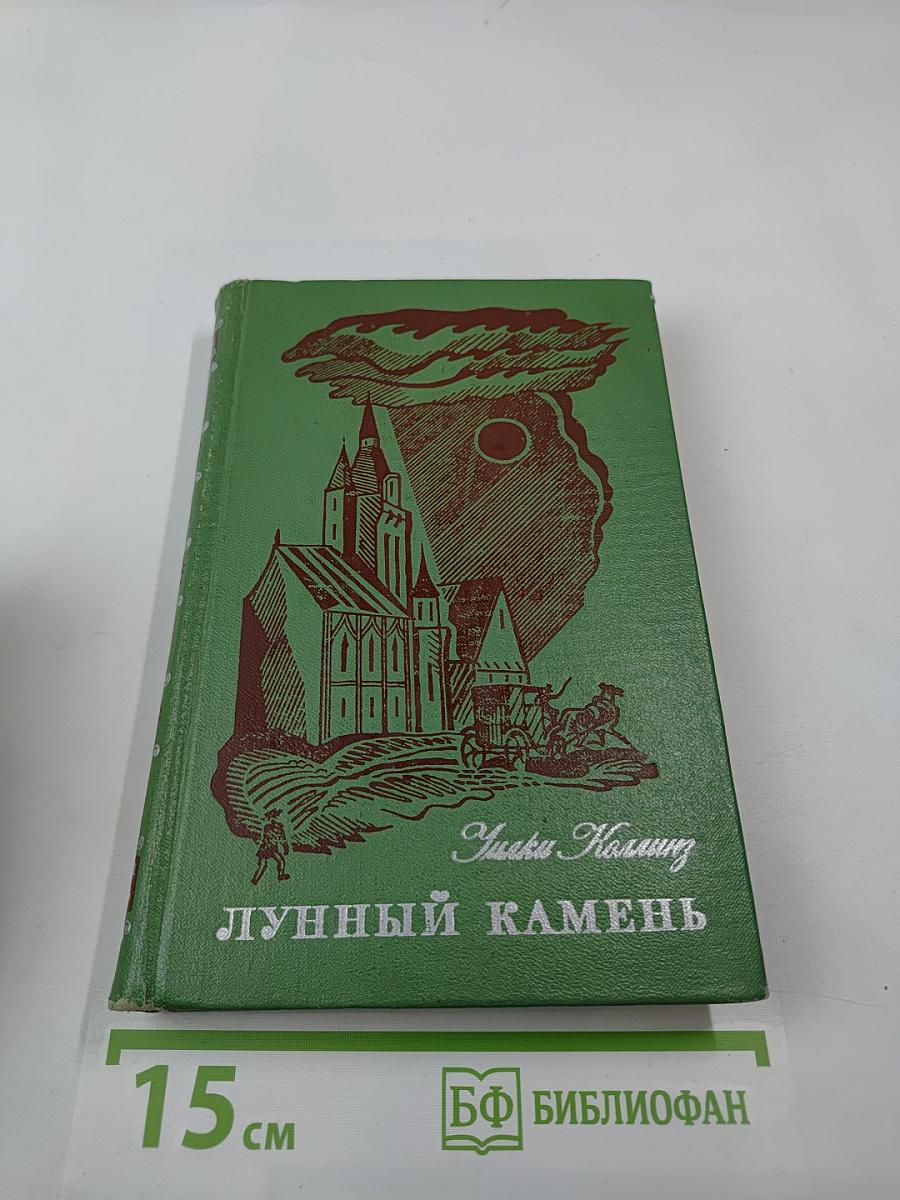 Уилки Коллинз
ЛУННЫЙ КАМЕНЬ
15 см
БФ БИБЛИОФАН